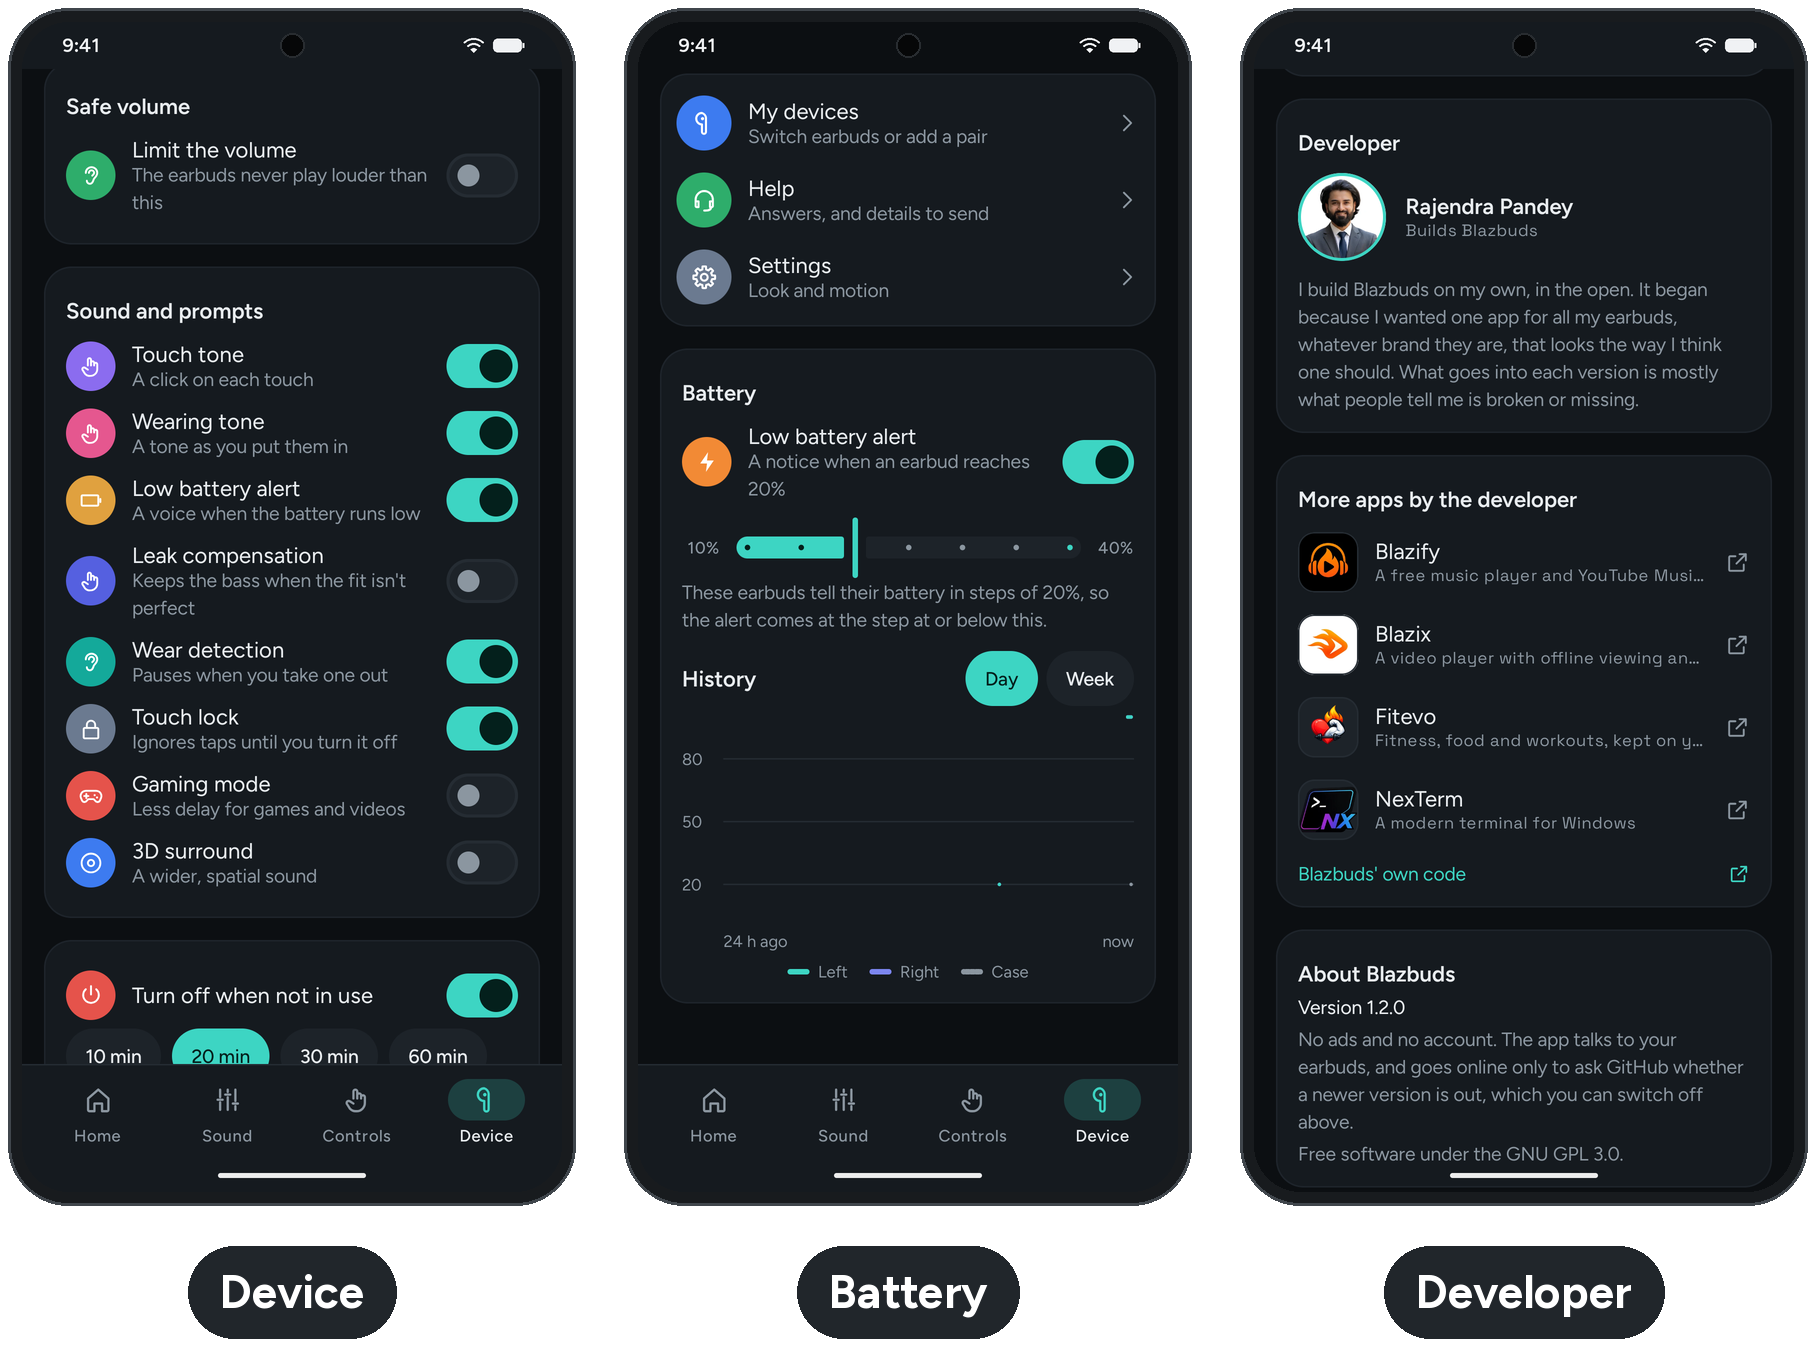 9:41
Safe volume
Limit the volume
The earbuds never play louder than
this
Sound and prompts
Touch tone
A click on each touch
Wearing tone
A tone as you put them in
Low battery alert
A voice when the battery runs low
Leak compensation
Keeps the bass when the fit isn't
perfect
Wear detection
Pauses when you take one out
Touch lock
Ignores taps until you turn it off
Gaming mode
Less delay for games and videos
3D surround
A wider, spatial sound
Turn off when not in use
10 min 20 min 30 min 60 min
Home Sound Controls Device
Device
9:41
My devices
Switch earbuds or add a pair
Help
Answers, and details to send
Settings
Look and motion
Battery
Low battery alert
A notice when an earbud reaches
20%
10% 40%
These earbuds tell their battery in steps of 20%, so
the alert comes at the step at or below this.
History Day Week
80
50
20
24 h ago now
Left Right Case
Home Sound Controls Device
Battery
9:41
Developer
Rajendra Pandey
Builds Blazbuds
I build Blazbuds on my own, in the open. It began
because I wanted one app for all my earbuds,
whatever brand they are, that looks the way I think
one should. What goes into each version is mostly
what people tell me is broken or missing.
More apps by the developer
Blazify
A free music player and YouTube Musi…
Blazix
A video player with offline viewing an…
Fitevo
Fitness, food and workouts, kept on y…
>_ NX
NexTerm
A modern terminal for Windows
Blazbuds' own code
About Blazbuds
Version 1.2.0
No ads and no account. The app talks to your
earbuds, and goes online only to ask GitHub whether
a newer version is out, which you can switch off
above.
Free software under the GNU GPL 3.0.
Developer